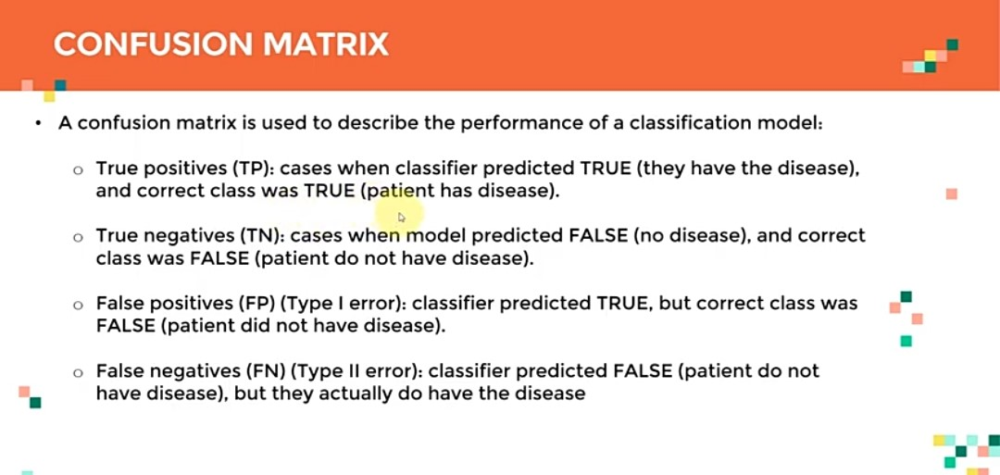 CONFUSION MATRIX
• A confusion matrix is used to describe the performance of a classification model:
o True positives (TP): cases when classifier predicted TRUE (they have the disease),
and correct class was TRUE (patient has disease).
o True negatives (TN): cases when model predicted FALSE (no disease), and correct
class was FALSE (patient do not have disease).
o False positives (FP) (Type I error): classifier predicted TRUE, but correct class was
FALSE (patient did not have disease).
o False negatives (FN) (Type II error): classifier predicted FALSE (patient do not
have disease), but they actually do have the disease